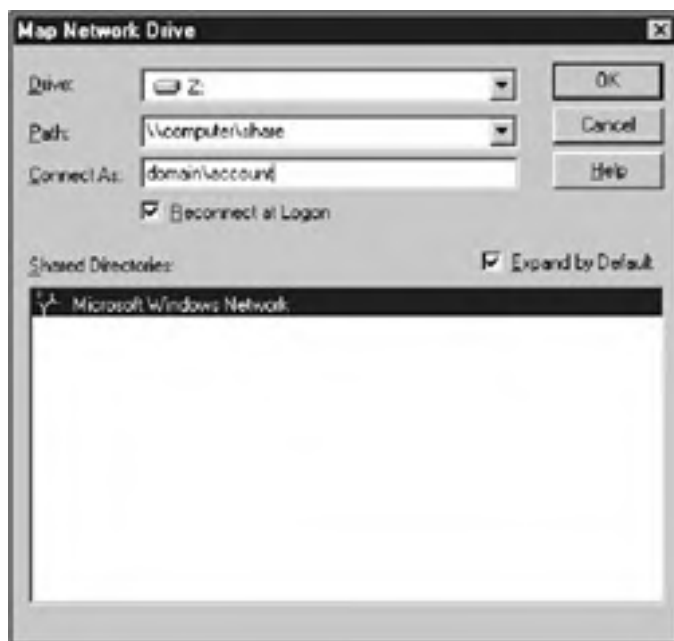 Map Network Drive
Drive: Z: OK
Path: \\computer\share Cancel
Connect As: domain\account Help
Reconnect at Logon
Shared Directories: Expand by Default
Microsoft Windows Network